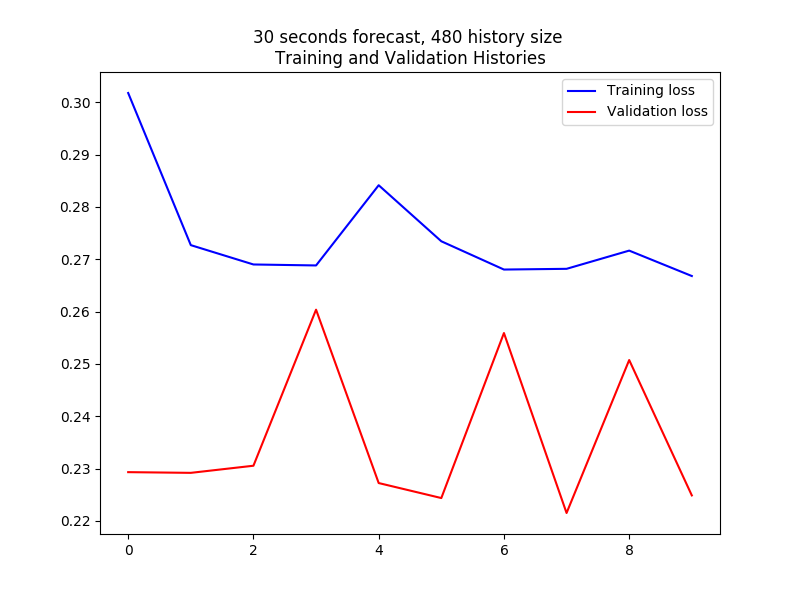 30 seconds forecast, 480 history size
Training and Validation Histories
Training loss
Validation loss
0.30
0.29
0.28
0.27
0.26
0.25
0.24
0.23
0.22
0 2 4 6 8